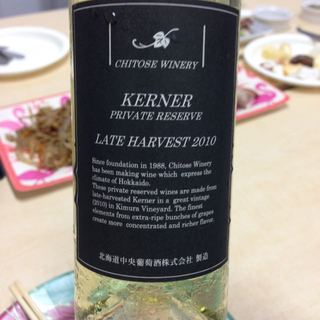 CHITOSE WINERY
KERNER
PRIVATE RESERVE
LATE HARVEST 2010
Since foundation in 1988, Chitose Winery
has been making wine which express the
climate of Hokkaido.
These private reserved wines are made from
late-harvested Kerner in a great vintage
(2010) in Kimura Vineyard. The finest
elements from extra-ripe bunches of grapes
create more concentrated and richer flavor.
北海道中央葡萄酒株式会社 製造